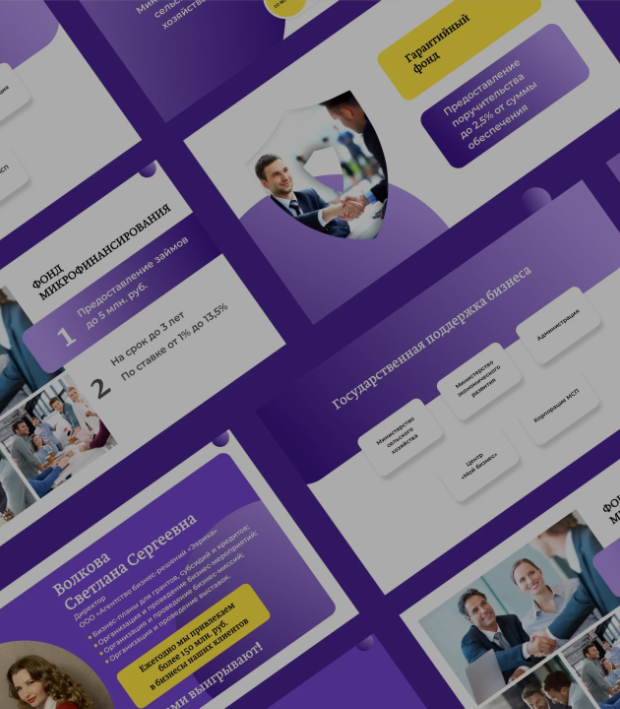 сельс
хозяйства
Гарантийный
фонд
Предоставление
поручительства
до 2,5% от суммы
обеспечения
ФОНД
МИКРОФИНАНСИРОВАНИЯ
1
Предоставление займов
до 5 млн. руб.
2
На срок до 3 лет
По ставке от 1% до 13,5%
Государственная поддержка бизнеса
Министерство
сельского
хозяйства
Министерство
экономического
развития
Администрация
Центр
«Мой бизнес»
Корпорация МСП
Волкова
Светлана Сергеевна
Директор
ООО «Агентство бизнес-решений «Эврика»
• Бизнес-планы для грантов, субсидий и кредитов;
• Организация и проведение бизнес-мероприятий;
• Организация и проведение бизнес-миссий;
• Организация и проведение выставок.
Ежегодно мы привлекаем
более 150 млн. руб.
в бизнесы наших клиентов
ми выигрывают!
ФО
МИ